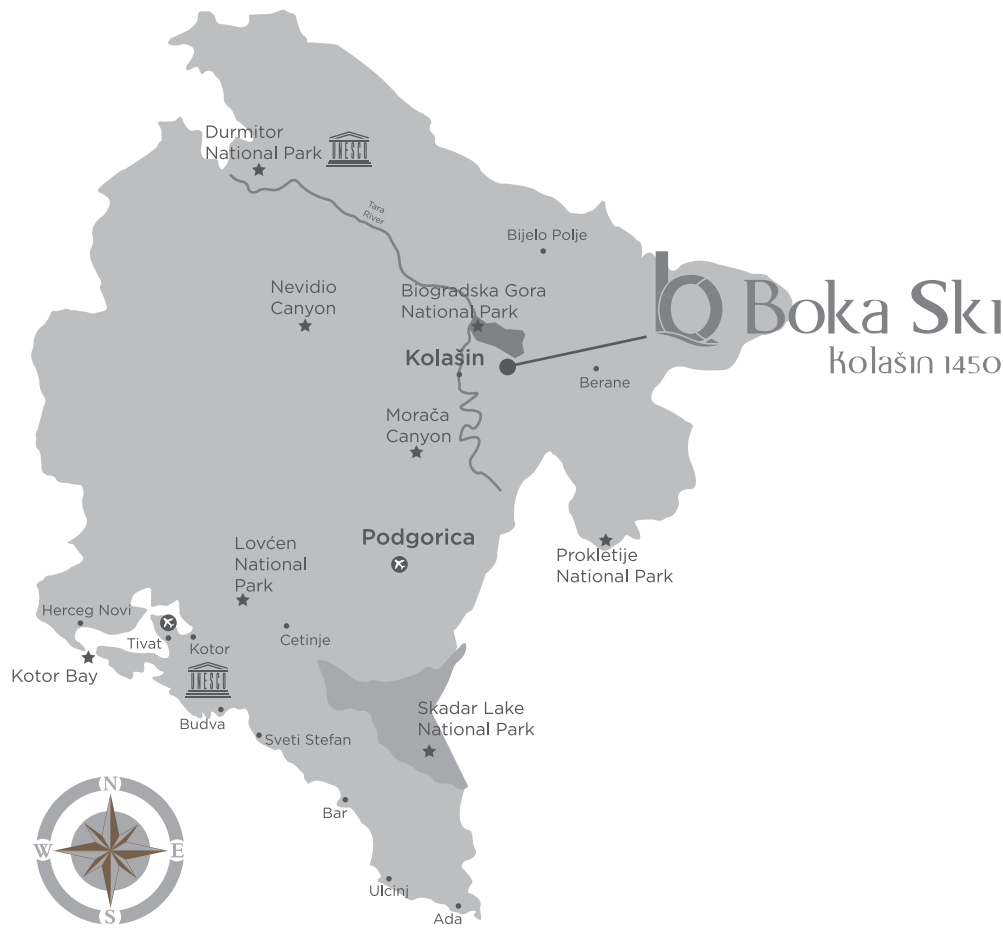 Durmitor
National Park
UNESCO
Tara
River
Bijelo Polje
Nevidio
Canyon
Biogradska Gora
National Park
b Boka Ski
Kolašin 1450
Kolašin
Berane
Morača
Canyon
Podgorica
Lovćen
National
Park
Prokletije
National Park
Herceg Novi
Tivat
Kotor
Cetinje
Kotor Bay
UNESCO
Budva
Skadar Lake
National Park
Sveti Stefan
Bar
Ulcinj
Ada
N
W
E
S